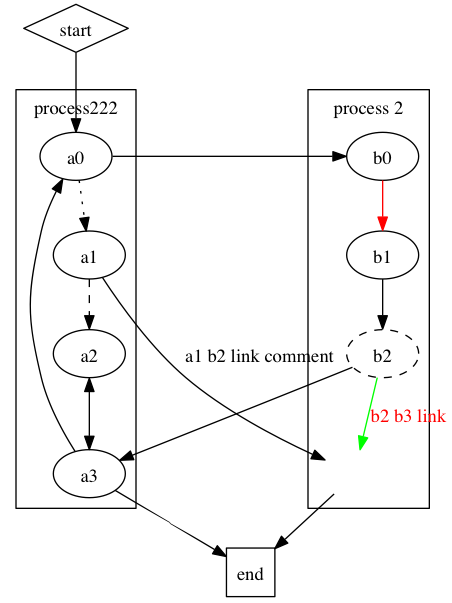 start
process222
process 2
a0
b0
a1
b1
a2
a1 b2 link comment
b2
b2 b3 link
a3
end